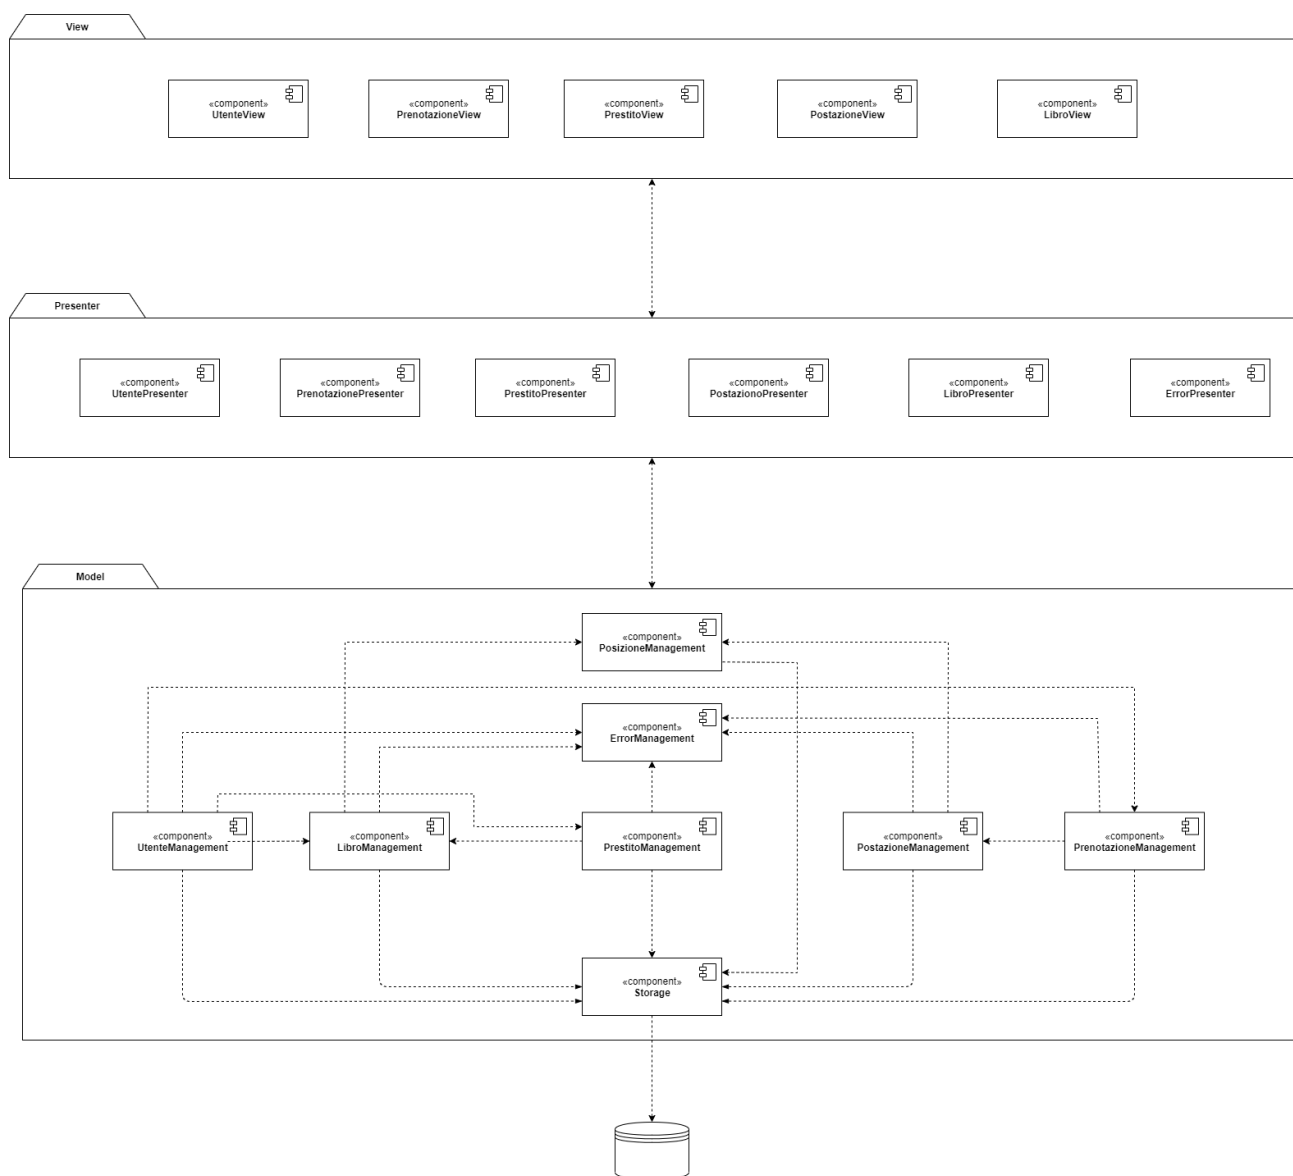 View
«component»
UtenteView
«component»
PrenotazioneView
«component»
PrestitoView
«component»
PostazioneView
«component»
LibroView
Presenter
«component»
UtentePresenter
«component»
PrenotazionePresenter
«component»
PrestitoPresenter
«component»
PostazionoPresenter
«component»
LibroPresenter
«component»
ErrorPresenter
Model
«component»
PosizioneManagement
«component»
ErrorManagement
«component»
UtenteManagement
«component»
LibroManagement
«component»
PrestitoManagement
«component»
PostazioneManagement
«component»
PrenotazioneManagement
«component»
Storage